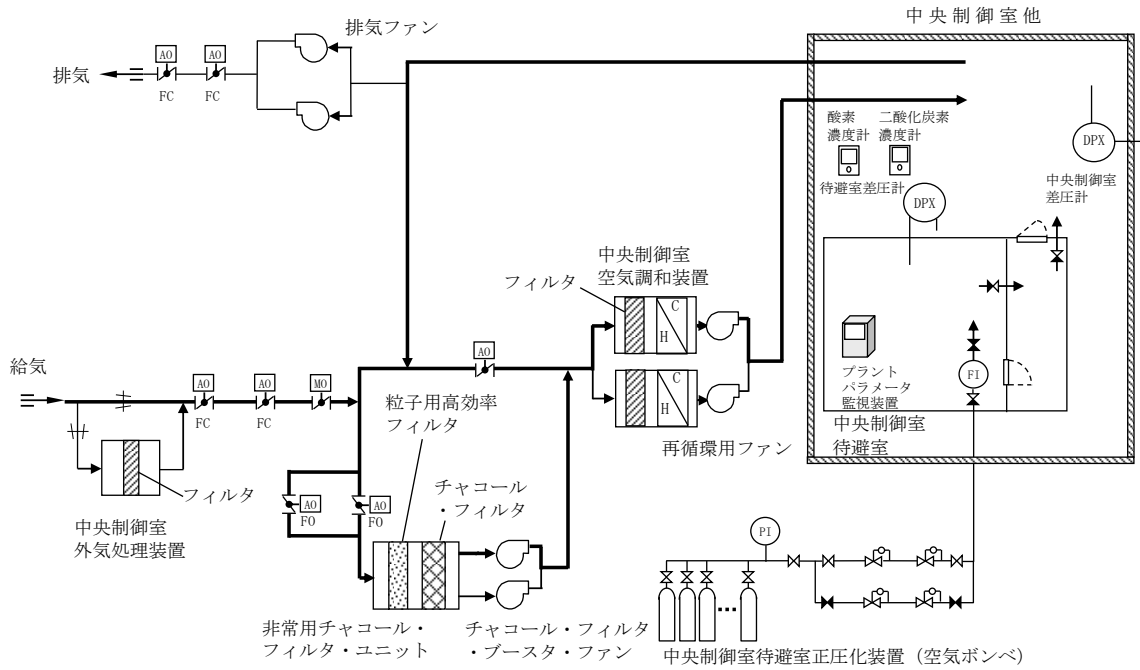 中央制御室他
排気ファン
AO
AO
排気
FC
FC
酸素
濃度計
二酸化炭素
濃度計
DPX
中央制御室
差圧計
待避室差圧計
DPX
中央制御室
空気調和装置
フィルタ
C
H
AO
給気
AO
AO
MO
FC
FC
粒子用高効率
フィルタ
C
H
再循環用ファン
プラント
パラメータ
監視装置
FI
中央制御室
待避室
フィルタ
中央制御室
外気処理装置
AO
FO
AO
FO
チャコール
・フィルタ
PI
非常用チャコール・
フィルタ・ユニット
チャコール・フィルタ
・ブースタ・ファン
中央制御室待避室正圧化装置（空気ボンベ）